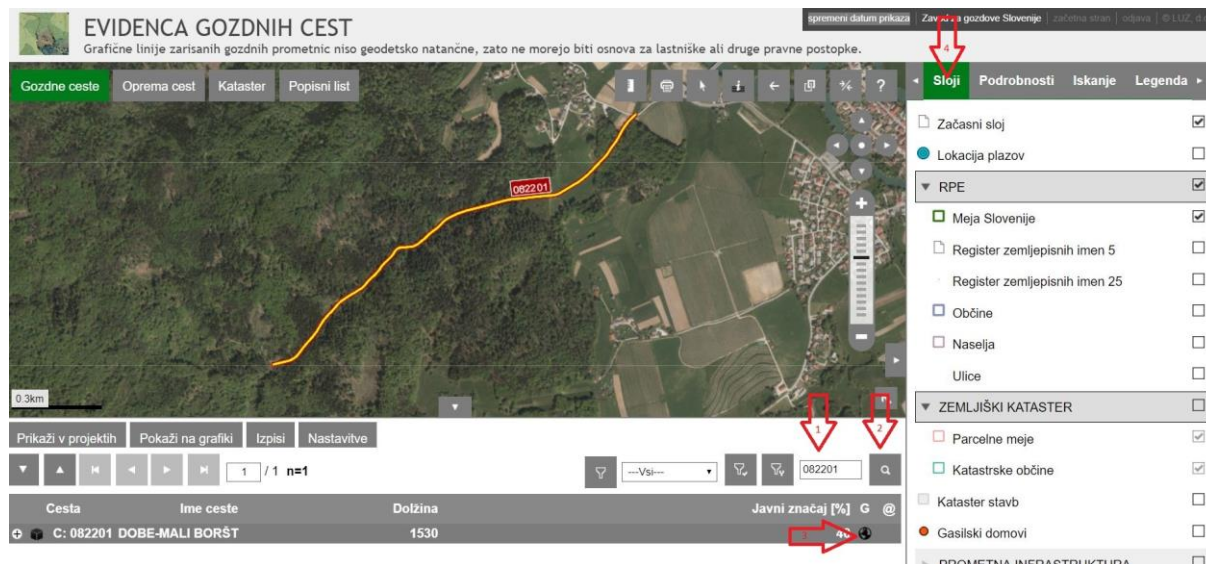 spremeni datum prikaza | Zavod za gozdove Slovenije | začetna stran | odjava | © LUZ, d.
EVIDENCA GOZDNIH CEST
Grafične linije zarisanih gozdnih prometnic niso geodetsko natančne, zato ne morejo biti osnova za lastniške ali druge pravne postopke.
4
Gozdne ceste Oprema cest Kataster Popisni list
?
Sloji Podrobnosti Iskanje Legenda
Začasni sloj
Lokacija plazov
RPE
Meja Slovenije
Register zemljepisnih imen 5
Register zemljepisnih imen 25
Občine
Naselja
Ulice
ZEMLJIŠKI KATASTER
Parcelne meje
Katastrske občine
Kataster stavb
Gasilski domovi
PROMETNA INFRASTRUKTURA
082201
0.3km
1 2
Prikaži v projektih Pokaži na grafiki Izpisi Nastavitve
1 / 1 n=1
---Vsi---
082201
Cesta Ime ceste Dolžina Javni značaj [%] G @
C: 082201 DOBE-MALI BORŠT 1530 3